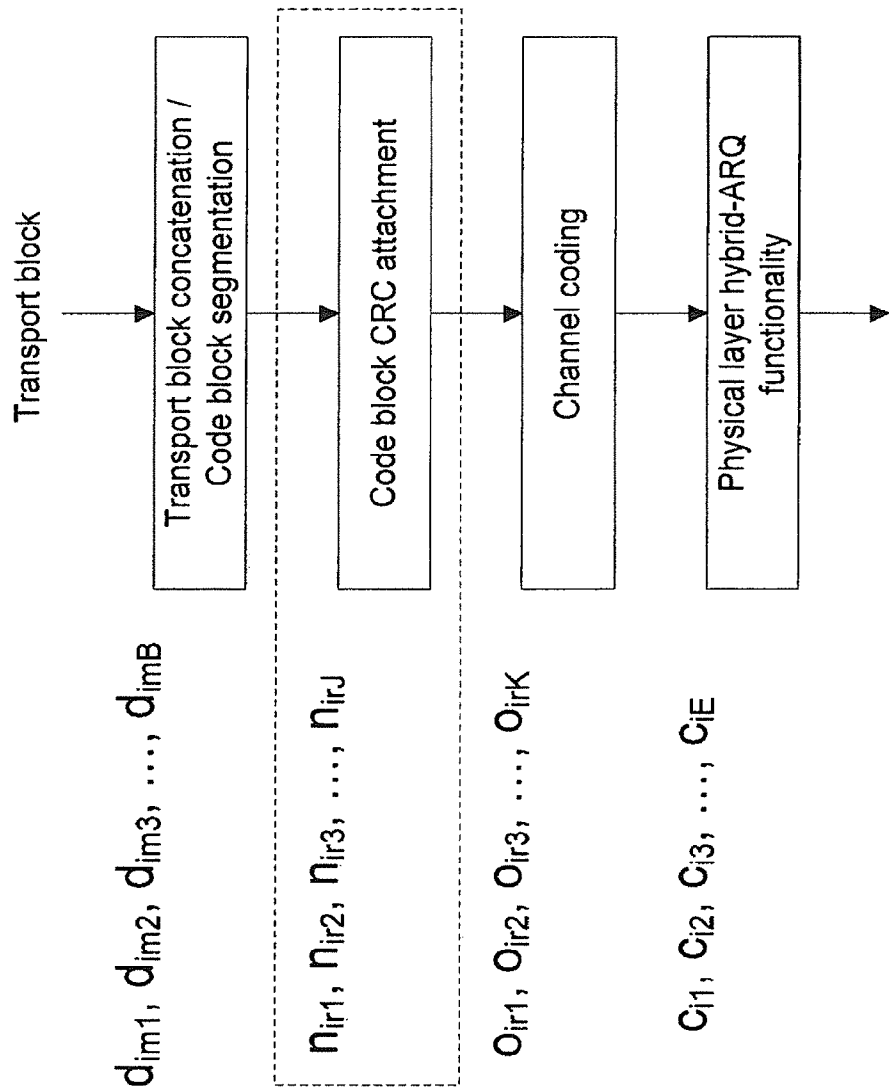 Transport block
d_im1, d_im2, d_im3, ..., d_imB
Transport block concatenation /
Code block segmentation
n_ir1, n_ir2, n_ir3, ..., n_irJ
Code block CRC attachment
o_ir1, o_ir2, o_ir3, ..., o_irK
Channel coding
c_i1, c_i2, c_i3, ..., c_iE
Physical layer hybrid-ARQ
functionality